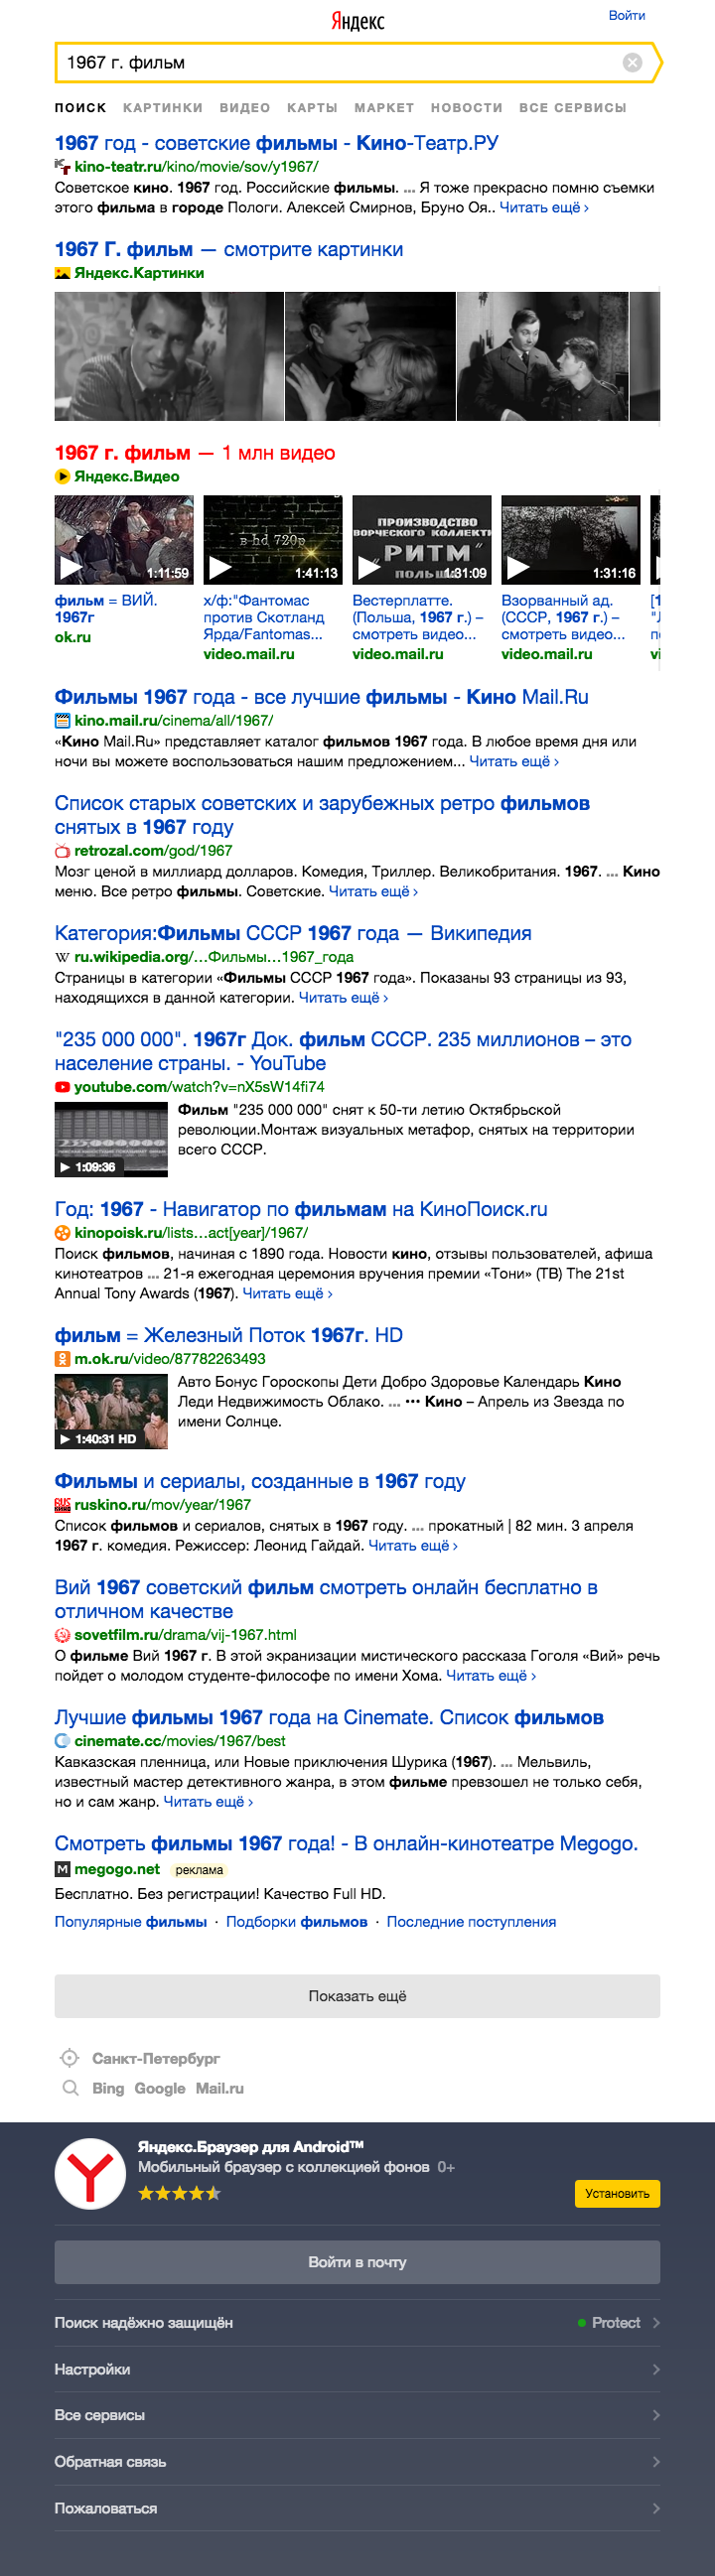 Яндекс
Войти
1967 г. фильм
ПОИСК КАРТИНКИ ВИДЕО КАРТЫ МАРКЕТ НОВОСТИ ВСЕ СЕРВИСЫ
1967 год - советские фильмы - Кино-Театр.РУ
kino-teatr.ru/kino/movie/sov/y1967/
Советское кино. 1967 год. Российские фильмы. ... Я тоже прекрасно помню съемки
этого фильма в городе Пологи. Алексей Смирнов, Бруно Оя.. Читать ещё ›
1967 Г. фильм — смотрите картинки
Яндекс.Картинки
1967 г. фильм — 1 млн видео
Яндекс.Видео
1:11:59
в hd 720p
1:41:13
ПРОИЗВОДСТВО
ТВОРЧЕСКОГО КОЛЛЕКТИ
"РИТМ"
ПОЛЬША
1:31:09
1:31:16
фильм = ВИЙ.
1967г
ok.ru
х/ф:"Фантомас
против Скотланд
Ярда/Fantomas...
video.mail.ru
Вестерплатте.
(Польша, 1967 г.) –
смотреть видео...
video.mail.ru
Взорванный ад.
(СССР, 1967 г.) –
смотреть видео...
video.mail.ru
Фильмы 1967 года - все лучшие фильмы - Кино Mail.Ru
kino.mail.ru/cinema/all/1967/
«Кино Mail.Ru» представляет каталог фильмов 1967 года. В любое время дня или
ночи вы можете воспользоваться нашим предложением... Читать ещё ›
Список старых советских и зарубежных ретро фильмов
снятых в 1967 году
retrozal.com/god/1967
Мозг ценой в миллиард долларов. Комедия, Триллер. Великобритания. 1967. ... Кино
меню. Все ретро фильмы. Советские. Читать ещё ›
Категория:Фильмы СССР 1967 года — Википедия
W ru.wikipedia.org/...Фильмы...1967_года
Страницы в категории «Фильмы СССР 1967 года». Показаны 93 страницы из 93,
находящихся в данной категории. Читать ещё ›
"235 000 000". 1967г Док. фильм СССР. 235 миллионов – это
население страны. - YouTube
youtube.com/watch?v=nX5sW14fi74
235,000,000
1:09:36
Фильм "235 000 000" снят к 50-ти летию Октябрьской
революции.Монтаж визуальных метафор, снятых на территории
всего СССР.
Год: 1967 - Навигатор по фильмам на КиноПоиск.ru
kinopoisk.ru/lists...act[year]/1967/
Поиск фильмов, начиная с 1890 года. Новости кино, отзывы пользователей, афиша
кинотеатров ... 21-я ежегодная церемония вручения премии «Тони» (ТВ) The 21st
Annual Tony Awards (1967). Читать ещё ›
фильм = Железный Поток 1967г. HD
m.ok.ru/video/87782263493
1:40:31 HD
Авто Бонус Гороскопы Дети Добро Здоровье Календарь Кино
Леди Недвижимость Облако. ... ••• Кино – Апрель из Звезда по
имени Солнце.
Фильмы и сериалы, созданные в 1967 году
ruskino.ru/mov/year/1967
Список фильмов и сериалов, снятых в 1967 году. ... прокатный | 82 мин. 3 апреля
1967 г. комедия. Режиссер: Леонид Гайдай. Читать ещё ›
Вий 1967 советский фильм смотреть онлайн бесплатно в
отличном качестве
sovetfilm.ru/drama/vij-1967.html
О фильме Вий 1967 г. В этой экранизации мистического рассказа Гоголя «Вий» речь
пойдет о молодом студенте-философе по имени Хома. Читать ещё ›
Лучшие фильмы 1967 года на Cinemate. Список фильмов
cinemate.cc/movies/1967/best
Кавказская пленница, или Новые приключения Шурика (1967). ... Мельвиль,
известный мастер детективного жанра, в этом фильме превзошел не только себя,
но и сам жанр. Читать ещё ›
Смотреть фильмы 1967 года! - В онлайн-кинотеатре Megogo.
M megogo.net реклама
Бесплатно. Без регистрации! Качество Full HD.
Популярные фильмы · Подборки фильмов · Последние поступления
Показать ещё
Санкт-Петербург
Bing Google Mail.ru
Яндекс.Браузер для Android™
Мобильный браузер с коллекцией фонов 0+
Установить
Войти в почту
Поиск надёжно защищён Protect
Настройки
Все сервисы
Обратная связь
Пожаловаться